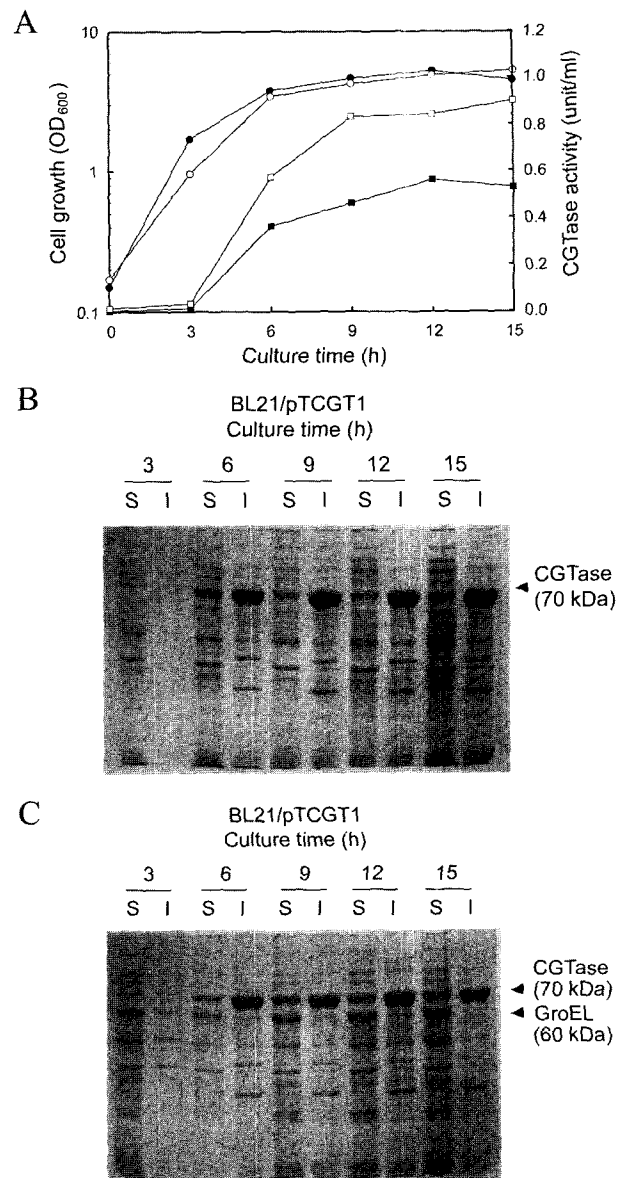 A
10
1
0.1
Cell growth (OD600)
1.2
1.0
0.8
0.6
0.4
0.2
0.0
CGTase activity (unit/ml)
0 3 6 9 12 15
Culture time (h)
B
BL21/pTCGT1
Culture time (h)
3 6 9 12 15
S I S I S I S I S I
CGTase
(70 kDa)
C
BL21/pTCGT1
Culture time (h)
3 6 9 12 15
S I S I S I S I S I
CGTase
(70 kDa)
GroEL
(60 kDa)